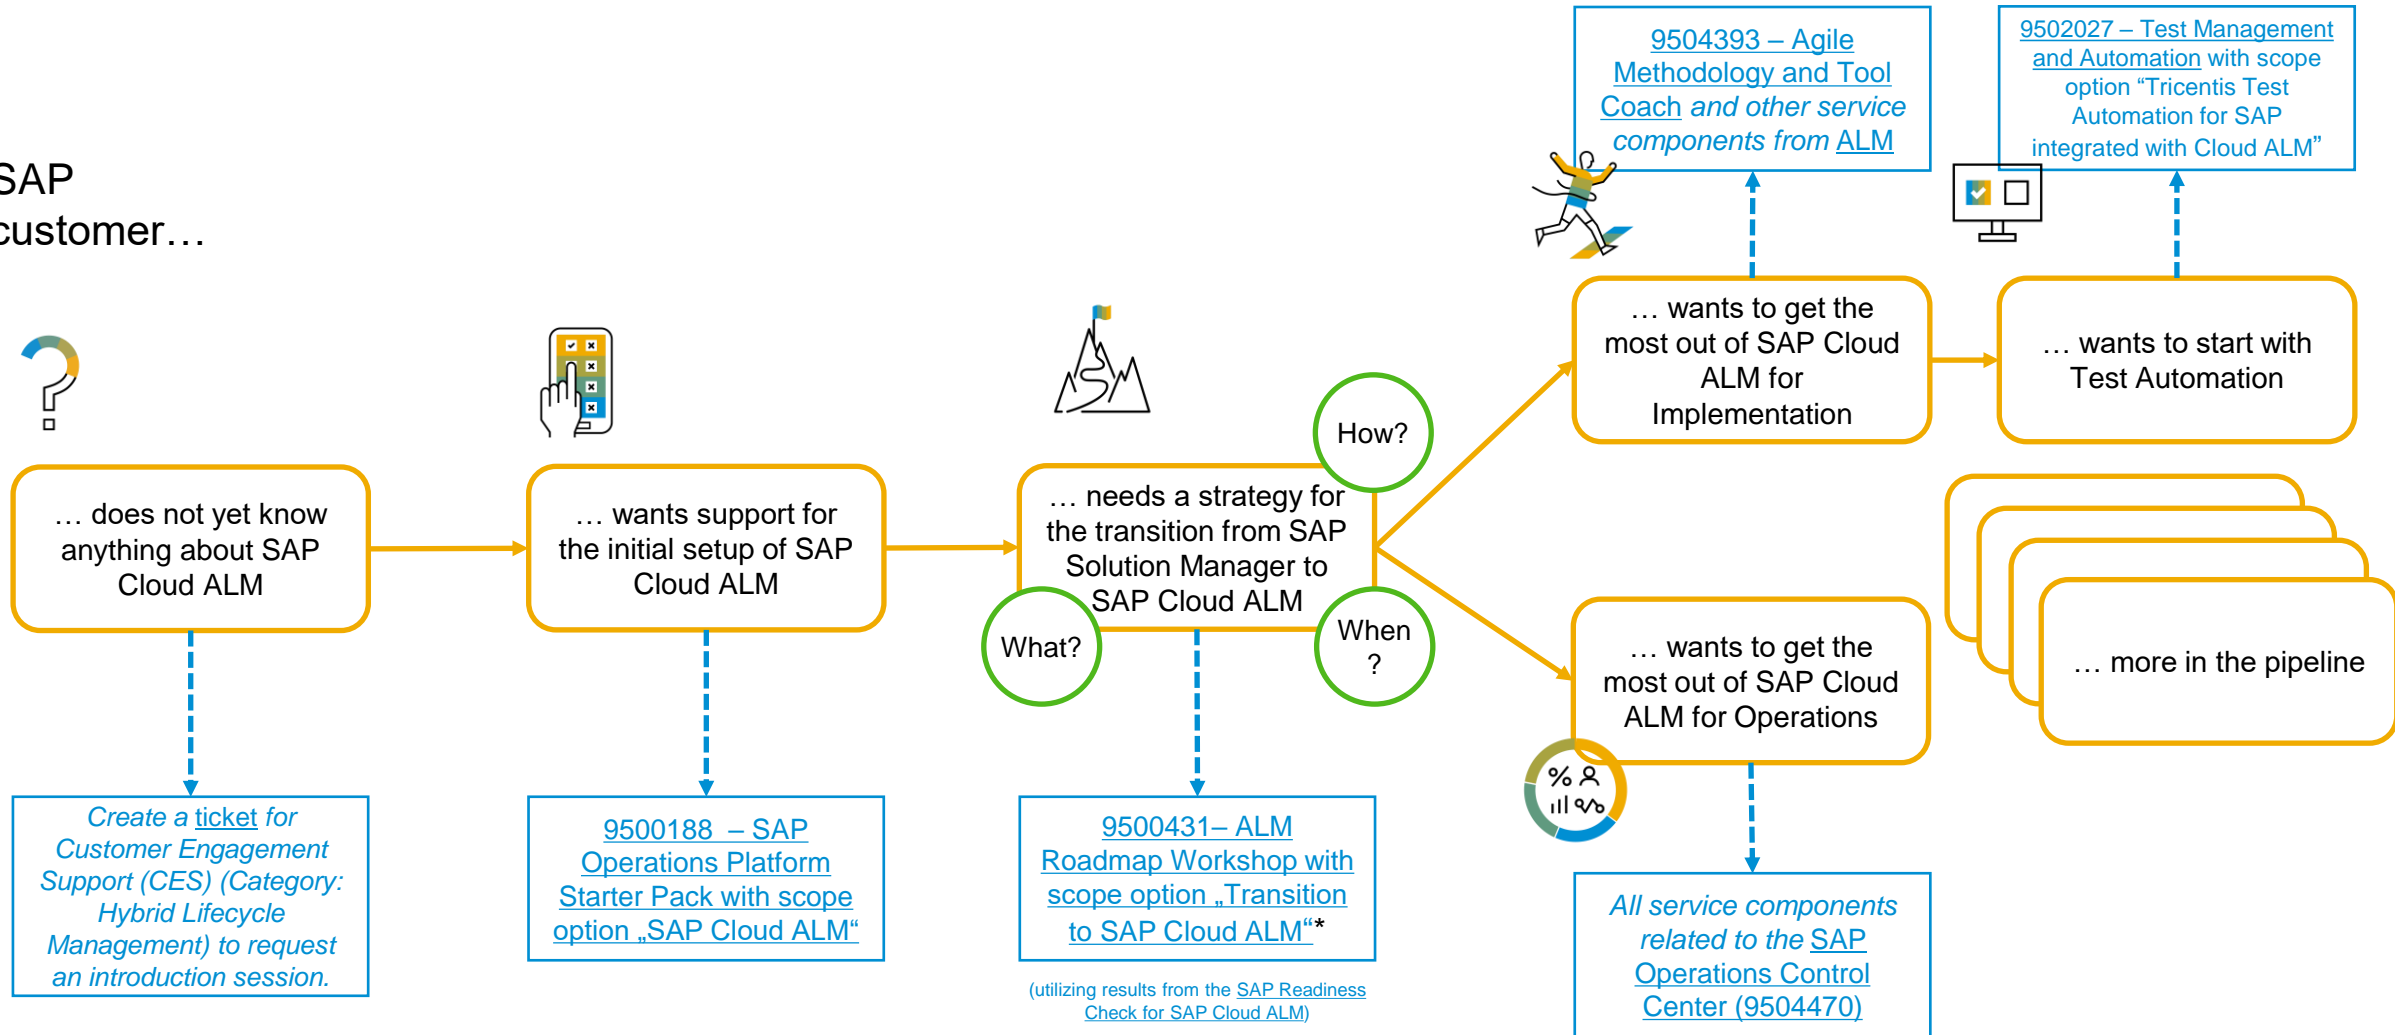 SAP
customer…
… does not yet know
anything about SAP
Cloud ALM
Create a ticket for
Customer Engagement
Support (CES) (Category:
Hybrid Lifecycle
Management) to request
an introduction session.
… wants support for
the initial setup of SAP
Cloud ALM
9500188 – SAP
Operations Platform
Starter Pack with scope
option „SAP Cloud ALM“
… needs a strategy for
the transition from SAP
Solution Manager to
SAP Cloud ALM
How?
What?
When
?
9500431– ALM
Roadmap Workshop with
scope option „Transition
to SAP Cloud ALM“*
(utilizing results from the SAP Readiness
Check for SAP Cloud ALM)
9504393 – Agile
Methodology and Tool
Coach and other service
components from ALM
… wants to get the
most out of SAP Cloud
ALM for
Implementation
9502027 – Test Management
and Automation with scope
option “Tricentis Test
Automation for SAP
integrated with Cloud ALM”
… wants to start with
Test Automation
… wants to get the
most out of SAP Cloud
ALM for Operations
All service components
related to the SAP
Operations Control
Center (9504470)
… more in the pipeline